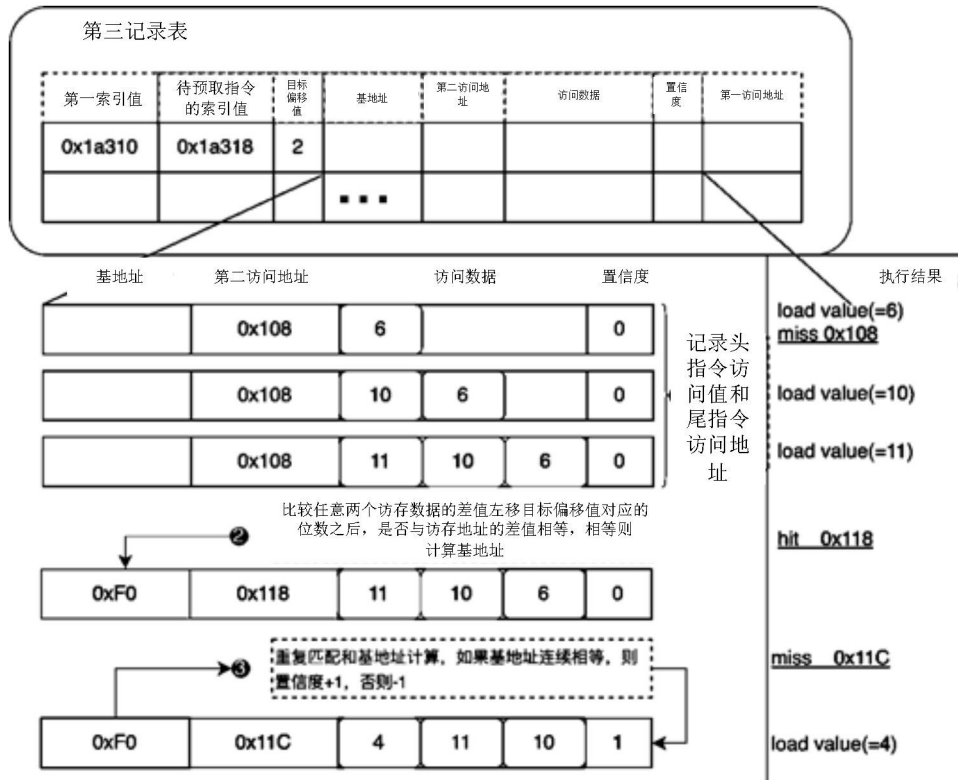 第三记录表
第一索引值
待预取指令
的索引值
目标
偏移
值
基地址
第二访问地
址
访问数据
置信
度
第一访问地址
0x1a310
0x1a318
2
▪ ▪ ▪
基地址
第二访问地址
访问数据
置信度
执行结果
0x108
6
0
load value(=6)
miss 0x108
0x108
10
6
0
load value(=10)
0x108
11
10
6
0
load value(=11)
记录头
指令访
问值和
尾指令
访问地
址
比较任意两个访存数据的差值左移目标偏移值对应的
位数之后，是否与访存地址的差值相等，相等则
计算基地址
❷
hit 0x118
0xF0
0x118
11
10
6
0
❸
重复匹配和基地址计算，如果基地址连续相等，则
置信度+1，否则-1
miss 0x11C
0xF0
0x11C
4
11
10
1
load value(=4)